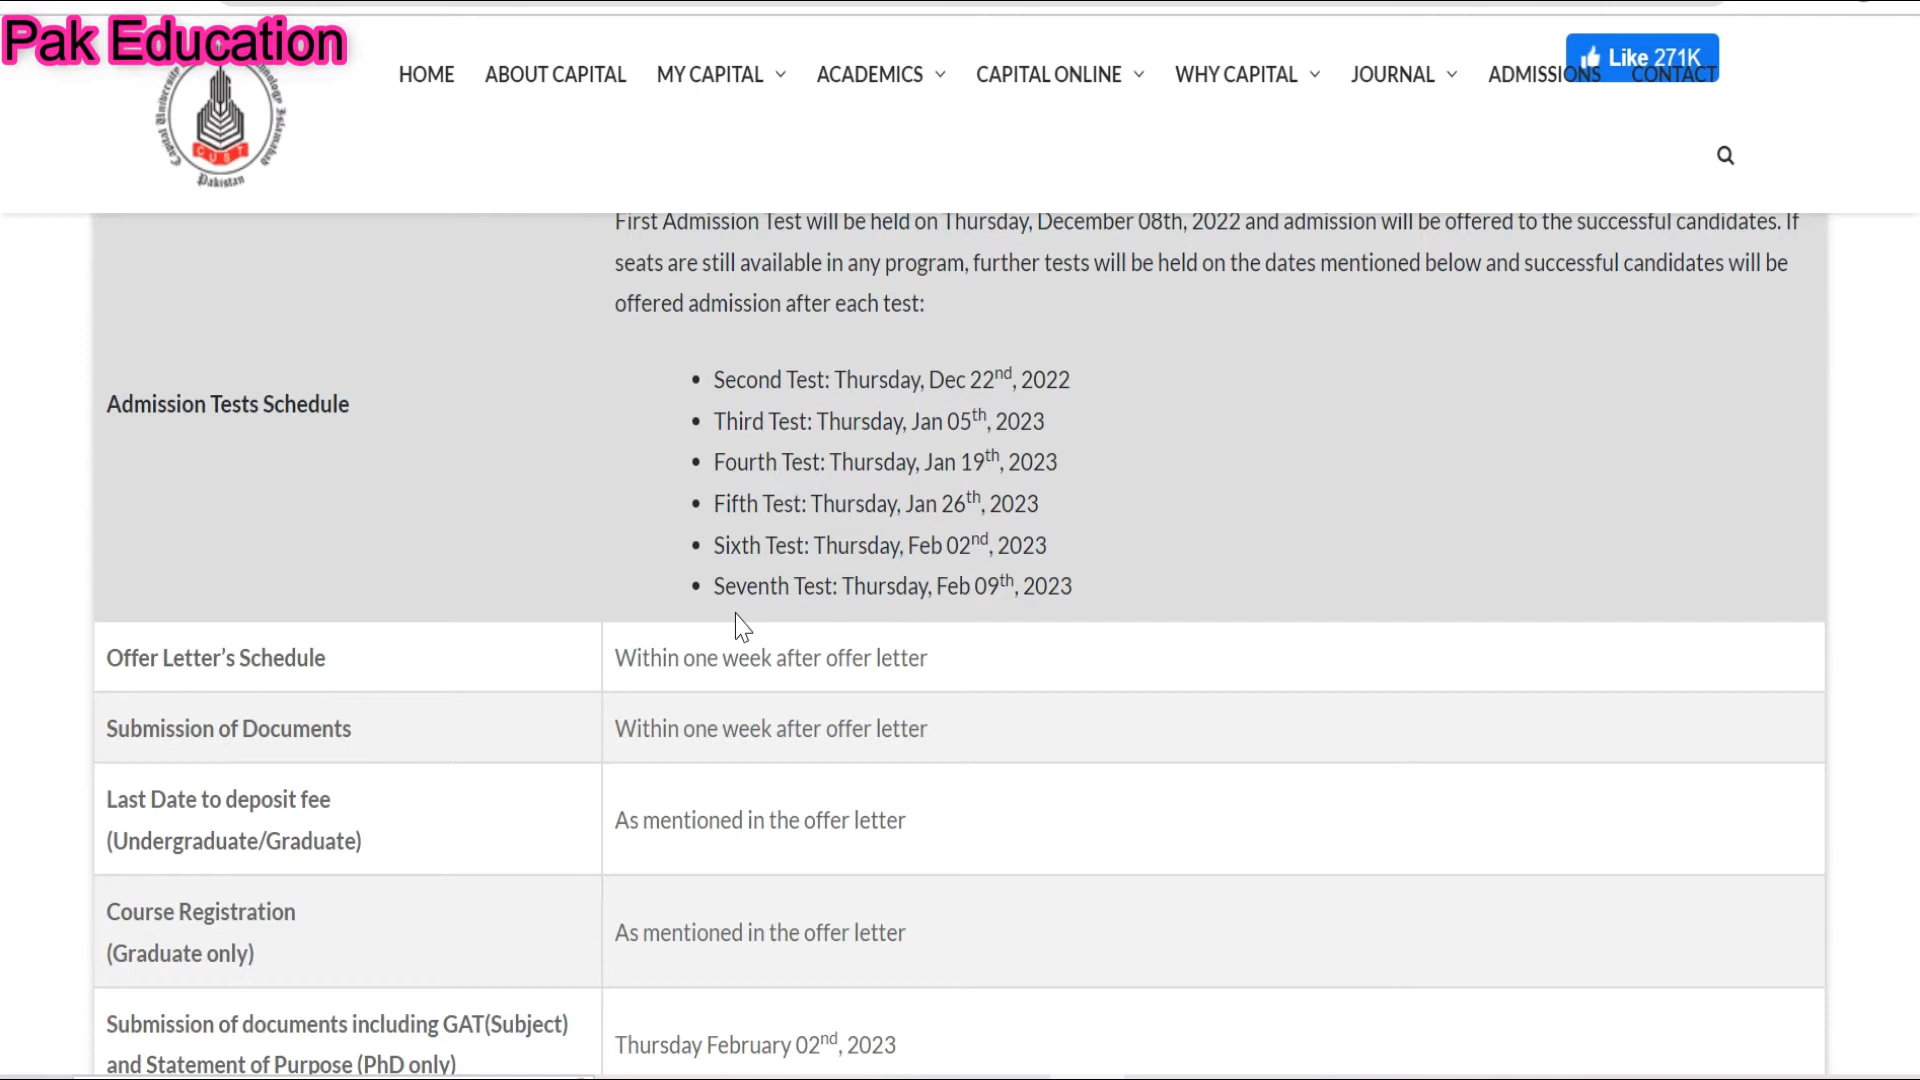 Pak Education
Capital University
Technology Islamabad
CUST
Pakistan
HOME
ABOUT CAPITAL
MY CAPITAL
ACADEMICS
CAPITAL ONLINE
WHY CAPITAL
JOURNAL
ADMISSIONS
CONTACT
Like 271K
First Admission Test will be held on Thursday, December 08th, 2022 and admission will be offered to the successful candidates. If
seats are still available in any program, further tests will be held on the dates mentioned below and successful candidates will be
offered admission after each test:
Admission Tests Schedule
• Second Test: Thursday, Dec 22nd, 2022
• Third Test: Thursday, Jan 05th, 2023
• Fourth Test: Thursday, Jan 19th, 2023
• Fifth Test: Thursday, Jan 26th, 2023
• Sixth Test: Thursday, Feb 02nd, 2023
• Seventh Test: Thursday, Feb 09th, 2023
Offer Letter’s Schedule
Within one week after offer letter
Submission of Documents
Within one week after offer letter
Last Date to deposit fee
(Undergraduate/Graduate)
As mentioned in the offer letter
Course Registration
(Graduate only)
As mentioned in the offer letter
Submission of documents including GAT(Subject)
and Statement of Purpose (PhD only)
Thursday February 02nd, 2023